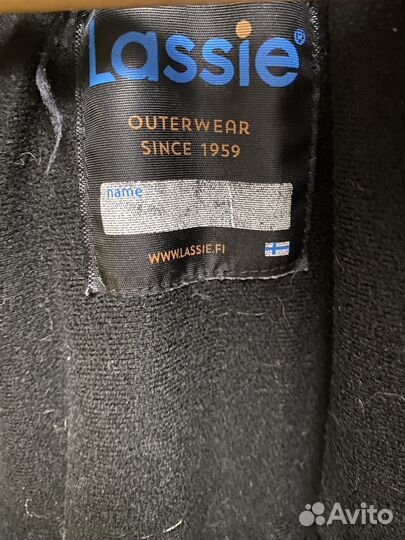 Lassie®
OUTERWEAR
SINCE 1959
name
WWW.LASSIE.FI
Avito